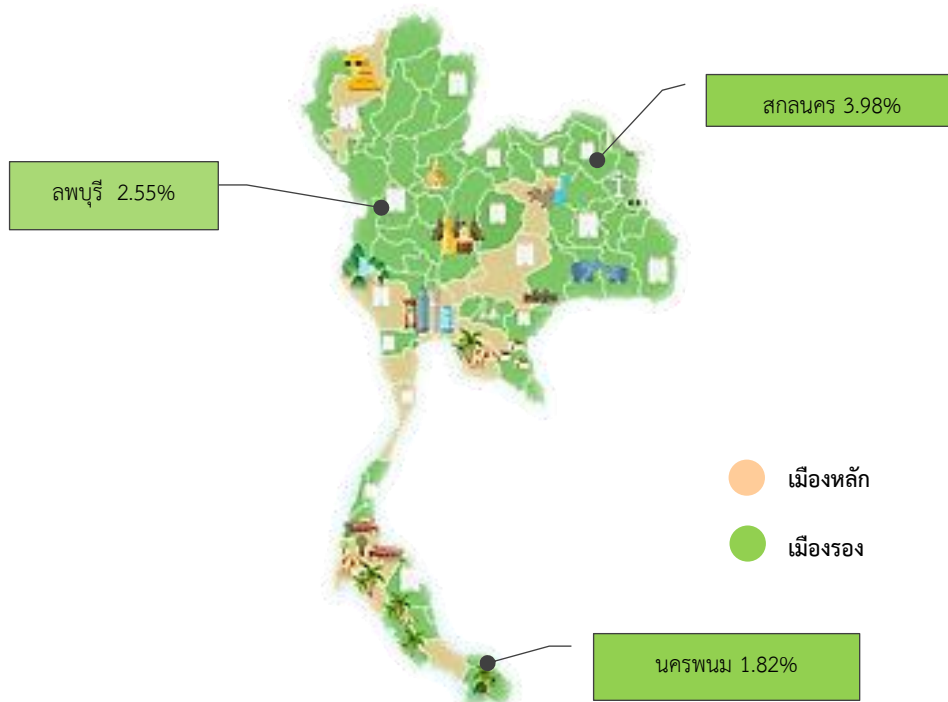 สกลนคร 3.98%
ลพบุรี 2.55%
เมืองหลัก
เมืองรอง
นครพนม 1.82%